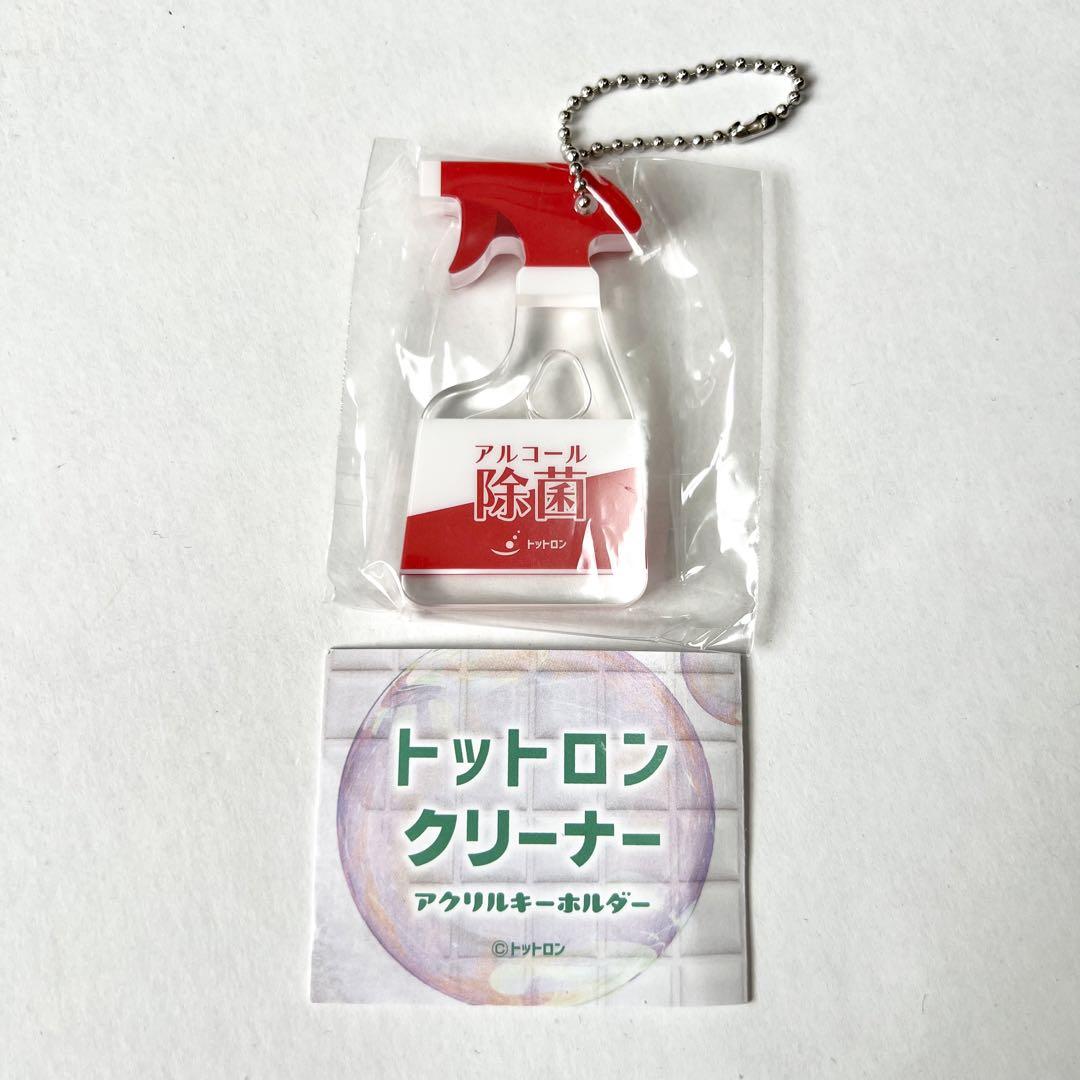 アルコール
除菌
トットロン
トットロン
クリーナー
アクリルキーホルダー
©トットロン